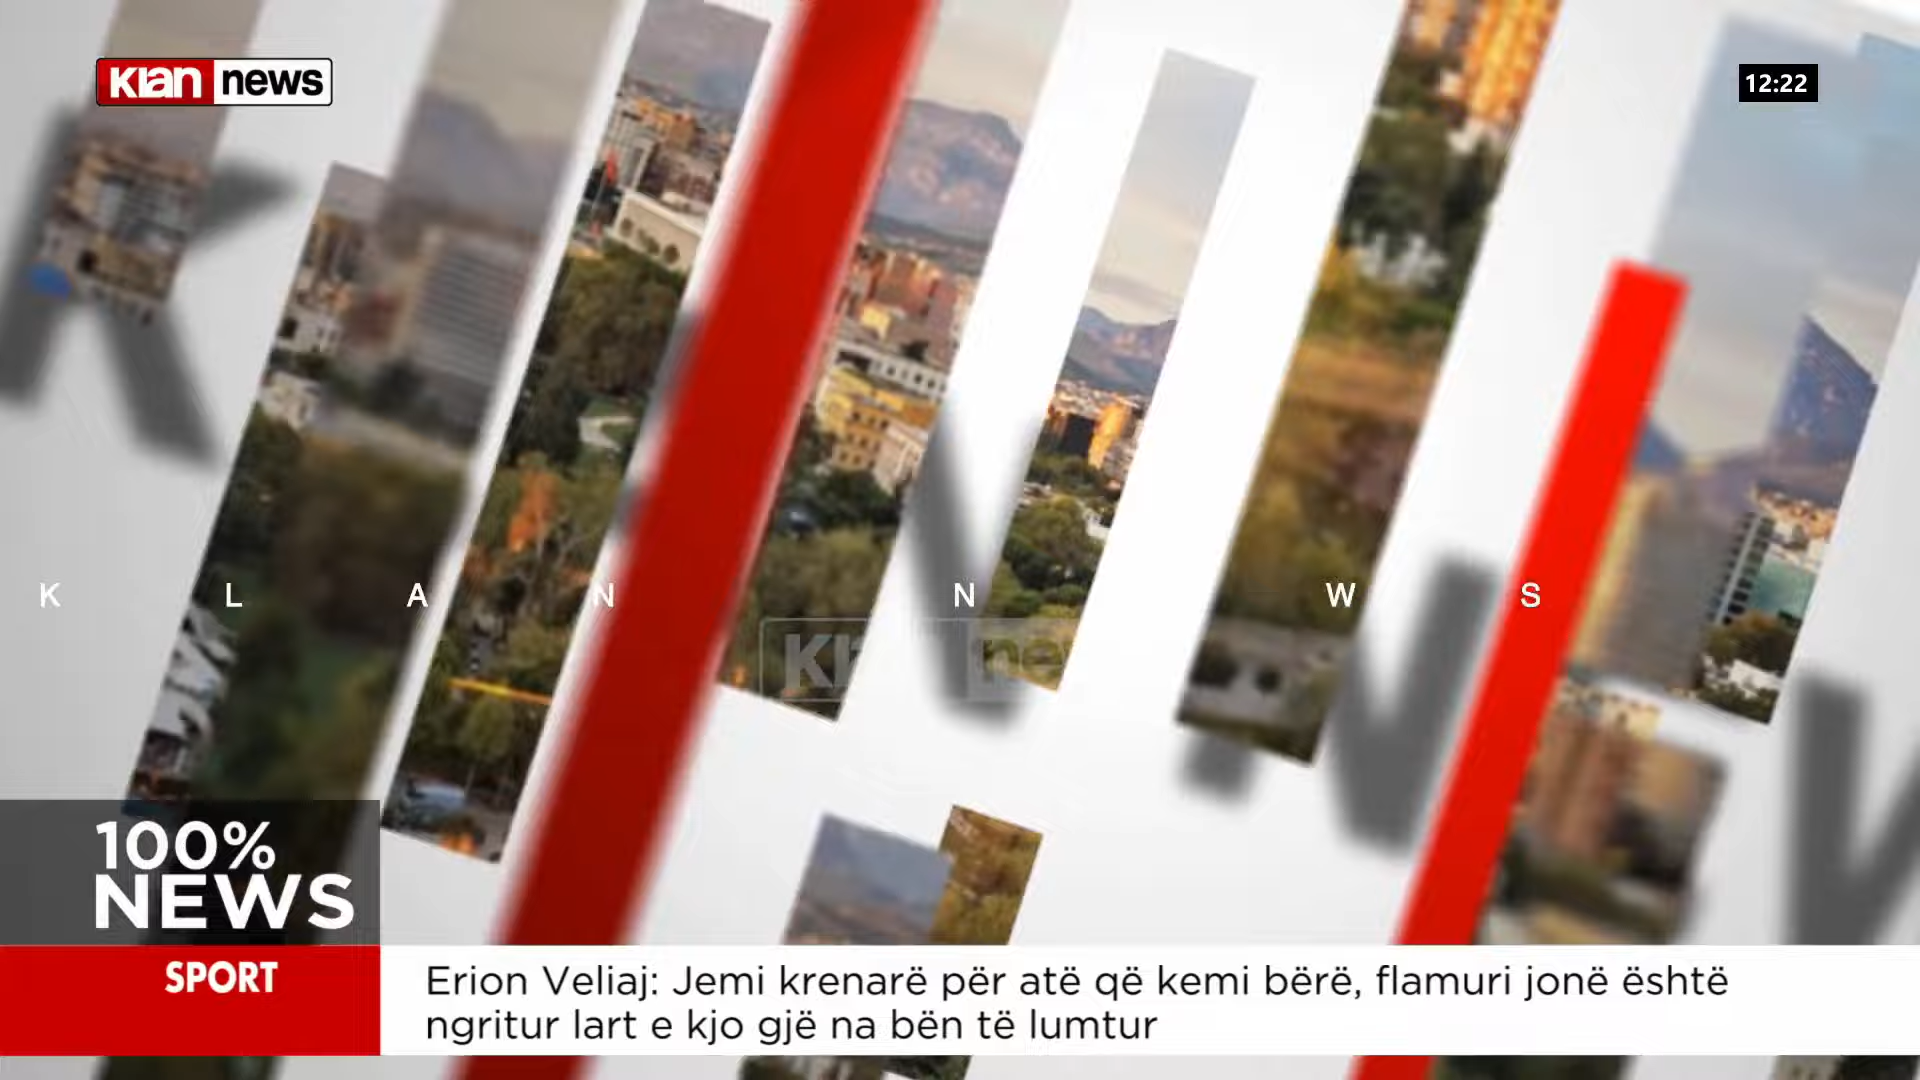 Klan news
12:22
K L A N N W S
100%
NEWS
SPORT
Erion Veliaj: Jemi krenarë për atë që kemi bërë, flamuri jonë është
ngritur lart e kjo gjë na bën të lumtur